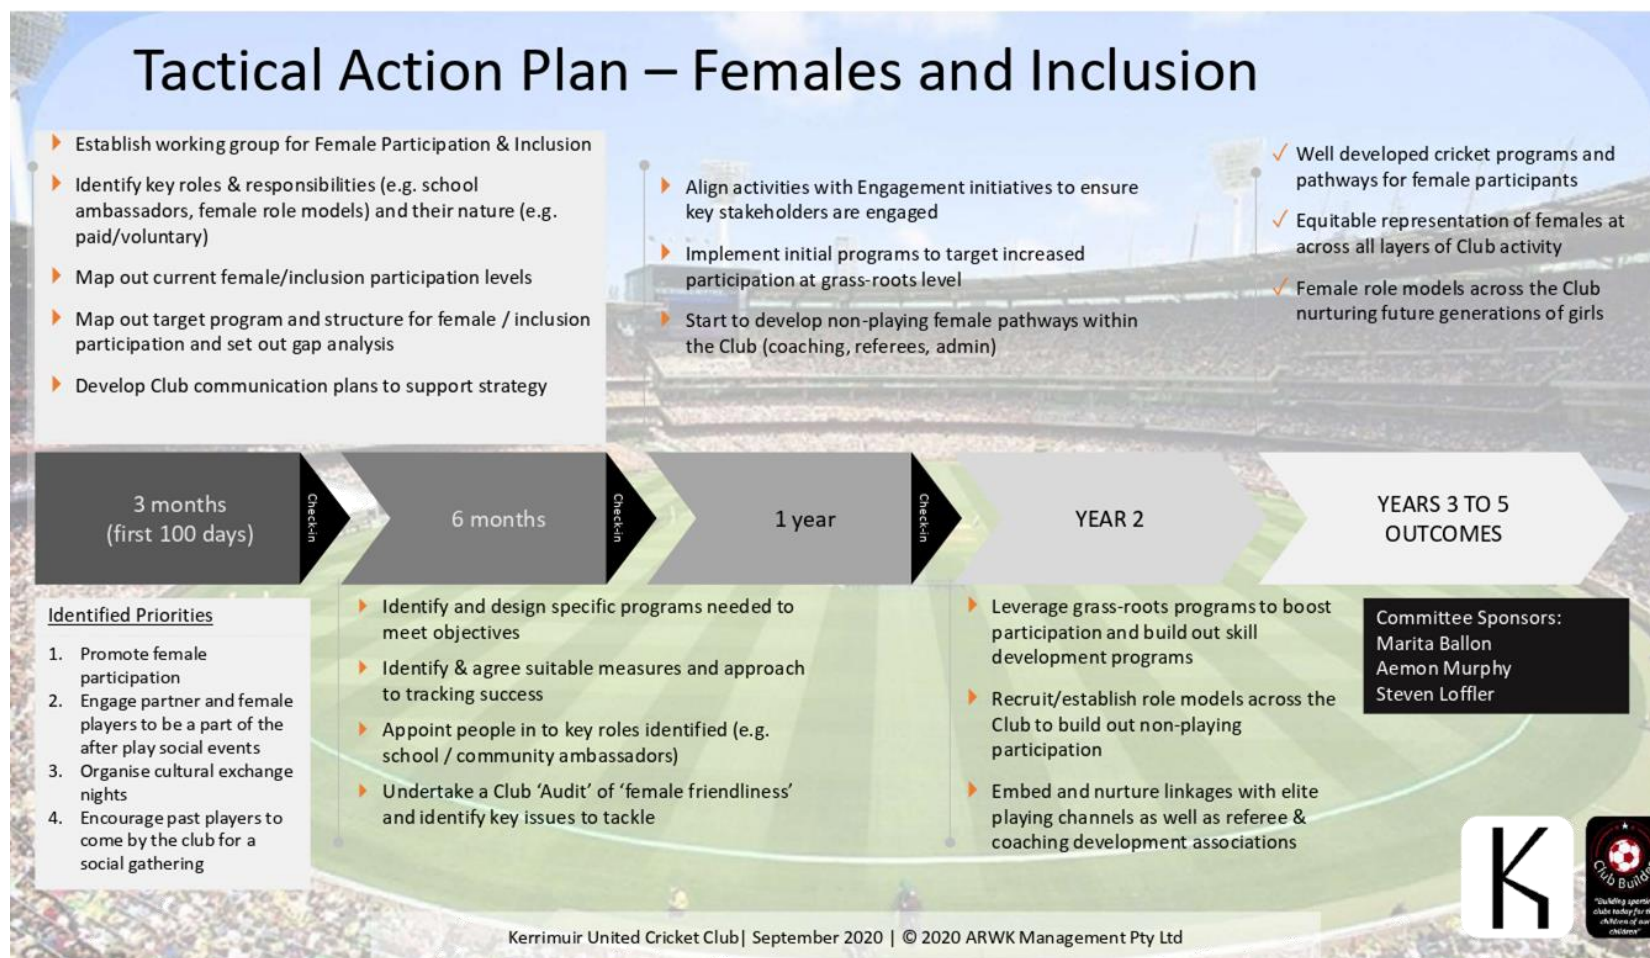 Tactical Action Plan – Females and Inclusion
Establish working group for Female Participation & Inclusion
Identify key roles & responsibilities (e.g. school
ambassadors, female role models) and their nature (e.g.
paid/voluntary)
Map out current female/inclusion participation levels
Map out target program and structure for female / inclusion
participation and set out gap analysis
Develop Club communication plans to support strategy
Align activities with Engagement initiatives to ensure
key stakeholders are engaged
Implement initial programs to target increased
participation at grass-roots level
Start to develop non-playing female pathways within
the Club (coaching, referees, admin)
Well developed cricket programs and
pathways for female participants
Equitable representation of females at
across all layers of Club activity
Female role models across the Club
nurturing future generations of girls
3 months
(first 100 days)
Check-in
6 months
Check-in
1 year
Check-in
YEAR 2
YEARS 3 TO 5
OUTCOMES
Identified Priorities
1. Promote female
participation
2. Engage partner and female
players to be a part of the
after play social events
3. Organise cultural exchange
nights
4. Encourage past players to
come by the club for a
social gathering
Identify and design specific programs needed to
meet objectives
Identify & agree suitable measures and approach
to tracking success
Appoint people in to key roles identified (e.g.
school / community ambassadors)
Undertake a Club ‘Audit’ of ‘female friendliness’
and identify key issues to tackle
Leverage grass-roots programs to boost
participation and build out skill
development programs
Recruit/establish role models across the
Club to build out non-playing
participation
Embed and nurture linkages with elite
playing channels as well as referee &
coaching development associations
Committee Sponsors:
Marita Ballon
Aemon Murphy
Steven Loffler
K
Club Builde
"Building sportin
clubs today for th
children of our
children"
Kerrimuir United Cricket Club| September 2020 | © 2020 ARWK Management Pty Ltd